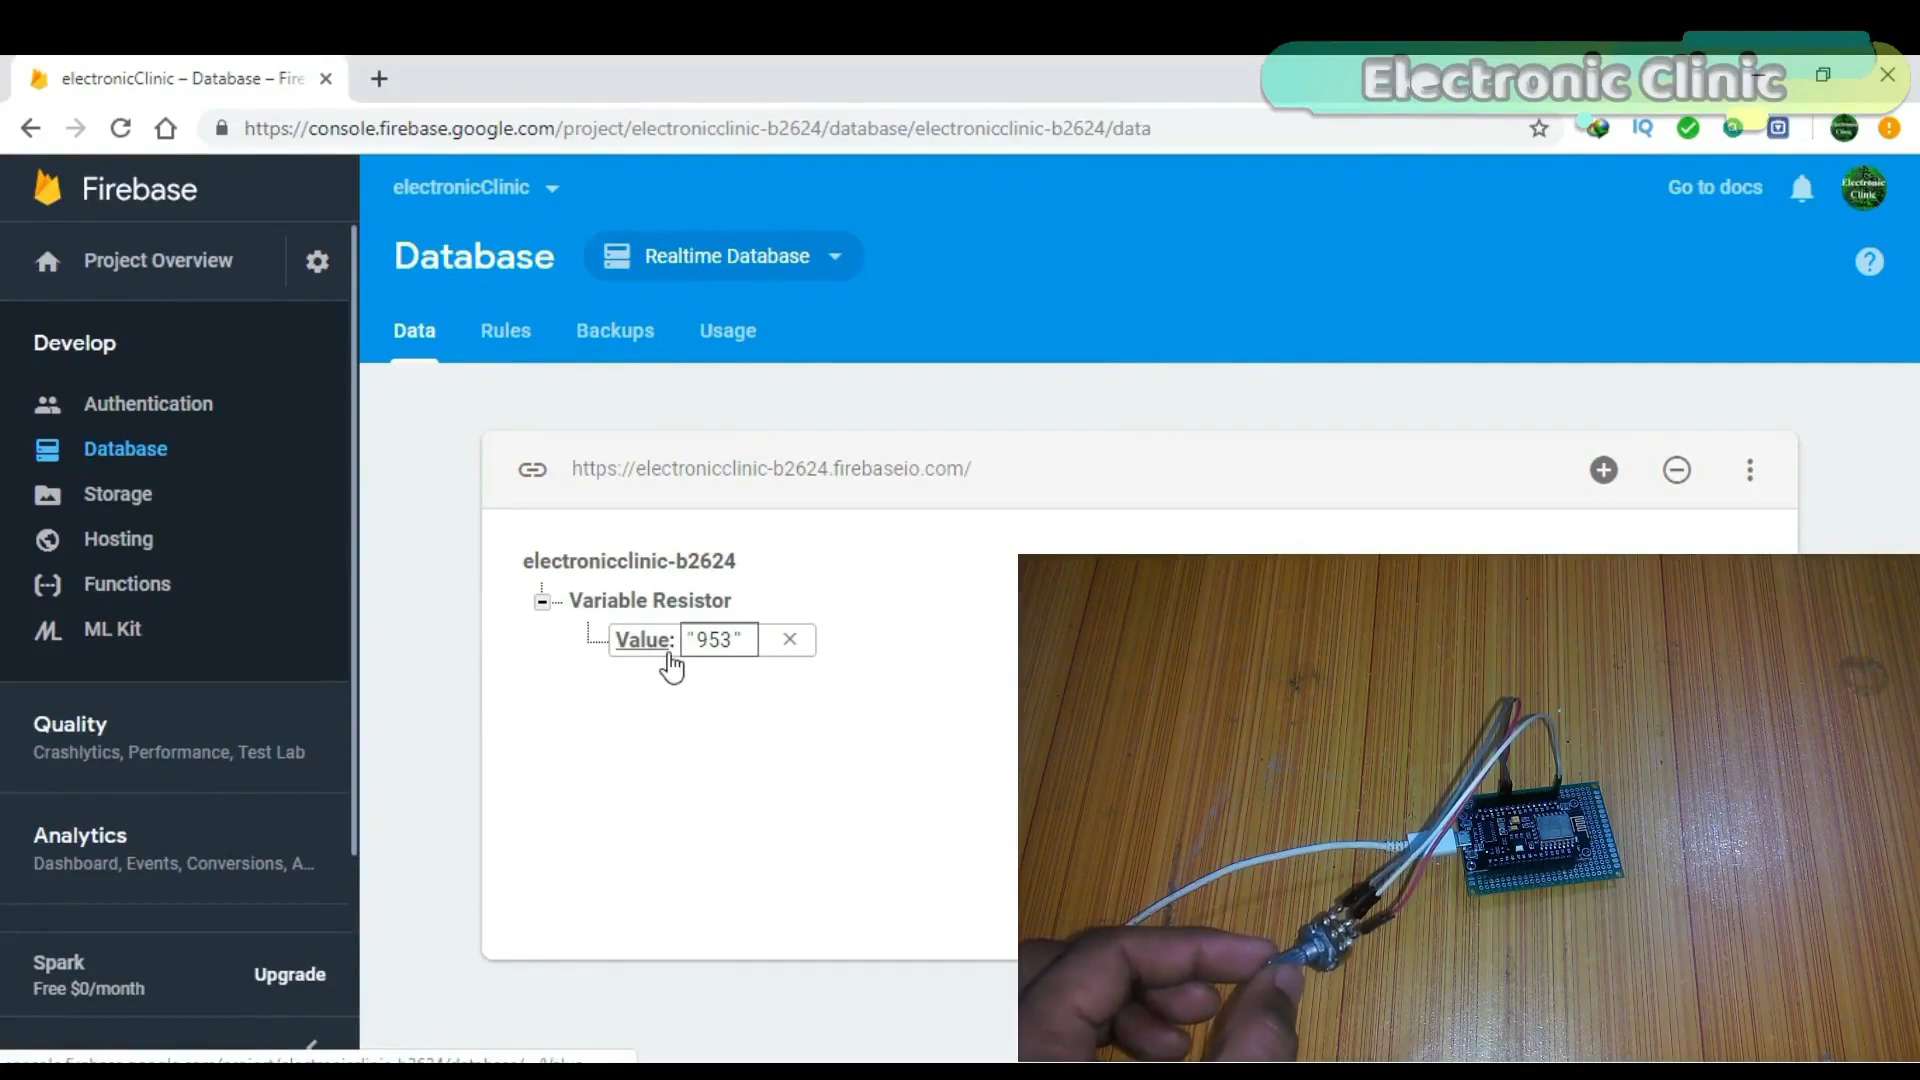 electronicClinic – Database – Fire
Electronic Clinic
https://console.firebase.google.com/project/electronicclinic-b2624/database/electronicclinic-b2624/data
IQ
Firebase
electronicClinic
Go to docs
Electronic
Clinic
Project Overview
Database
Realtime Database
?
Data
Rules
Backups
Usage
Develop
Authentication
Database
Storage
Hosting
Functions
ML Kit
https://electronicclinic-b2624.firebaseio.com/
electronicclinic-b2624
Variable Resistor
Value: "953"
Quality
Crashlytics, Performance, Test Lab
Analytics
Dashboard, Events, Conversions, A...
Spark
Free $0/month
Upgrade